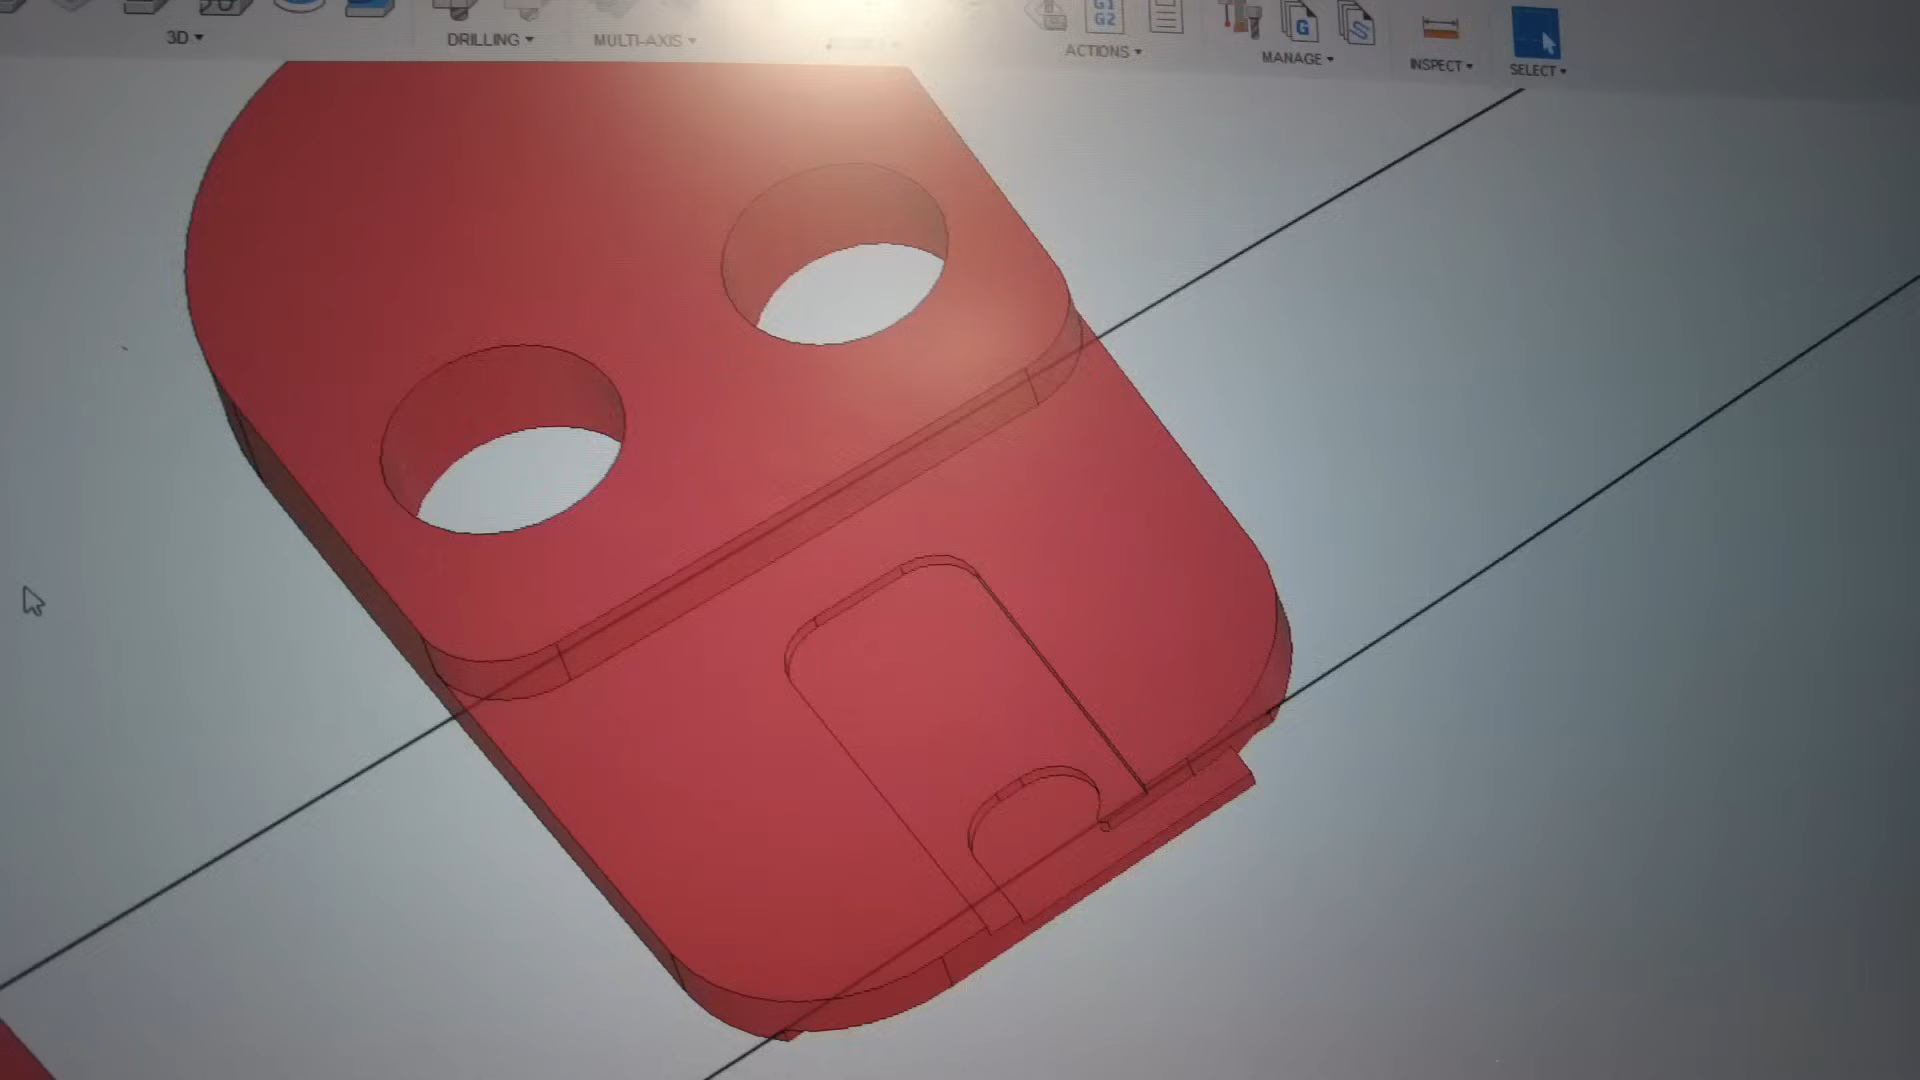 3D
DRILLING
MULTI-AXIS
G1
G2
ACTIONS
G
MANAGE
S
INSPECT
SELECT